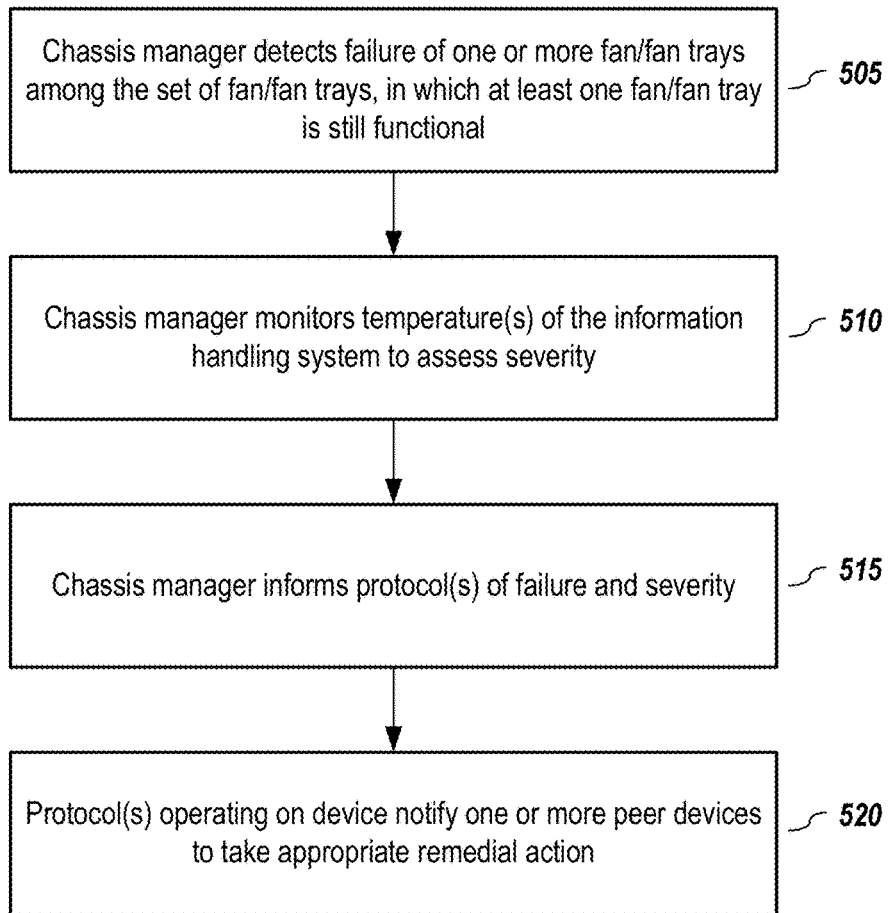 Chassis manager detects failure of one or more fan/fan trays
among the set of fan/fan trays, in which at least one fan/fan tray
is still functional
505
Chassis manager monitors temperature(s) of the information
handling system to assess severity
510
Chassis manager informs protocol(s) of failure and severity
515
Protocol(s) operating on device notify one or more peer devices
to take appropriate remedial action
520